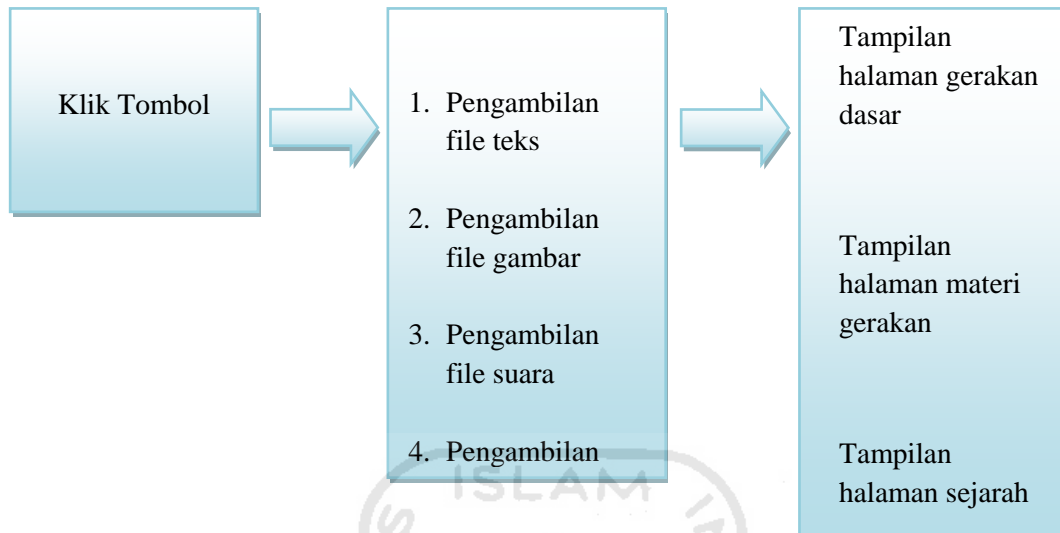 Klik Tombol
1. Pengambilan
file teks
2. Pengambilan
file gambar
3. Pengambilan
file suara
4. Pengambilan
Tampilan
halaman gerakan
dasar
Tampilan
halaman materi
gerakan
Tampilan
halaman sejarah
ISLAM